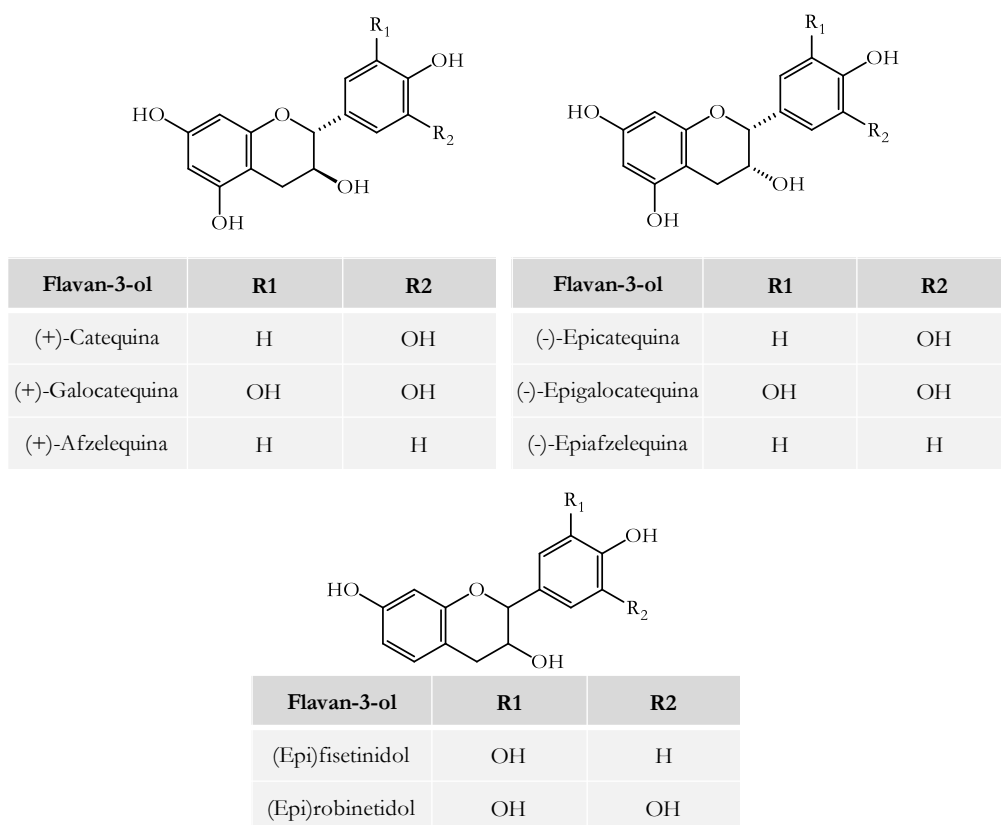 R1
OH
HO
O
R2
OH
OH
R1
OH
HO
O
R2
OH
OH
Flavan-3-ol R1 R2
(+)-Catequina H OH
(+)-Galocatequina OH OH
(+)-Afzelequina H H
Flavan-3-ol R1 R2
(-)-Epicatequina H OH
(-)-Epigalocatequina OH OH
(-)-Epiafzelequina H H
R1
OH
HO
O
R2
OH
Flavan-3-ol R1 R2
(Epi)fisetinidol OH H
(Epi)robinetidol OH OH